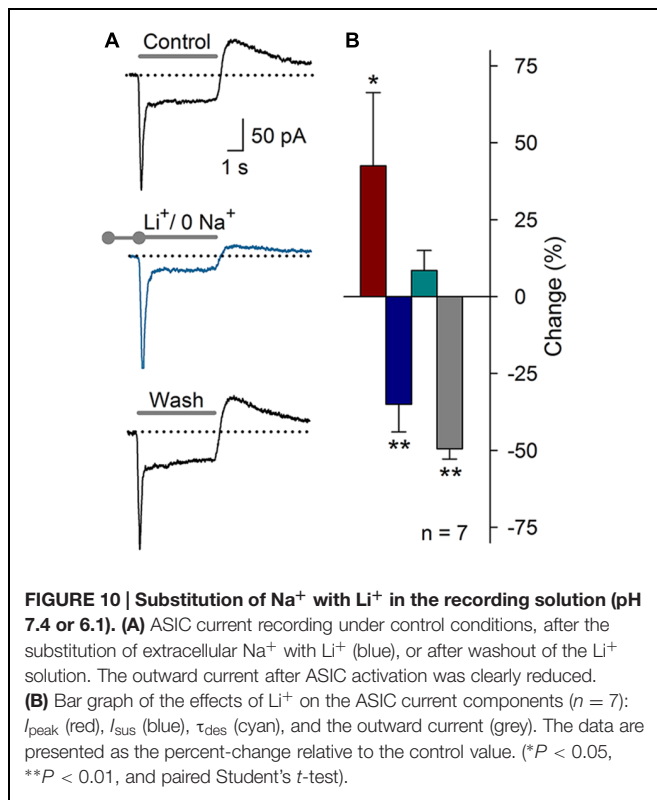 A
Control
50 pA
1 s
Li⁺/ 0 Na⁺
Wash
B
*
**
**
75
50
25
0
-25
-50
-75
Change (%)
n = 7
FIGURE 10 | Substitution of Na⁺ with Li⁺ in the recording solution (pH
7.4 or 6.1). (A) ASIC current recording under control conditions, after the
substitution of extracellular Na⁺ with Li⁺ (blue), or after washout of the Li⁺
solution. The outward current after ASIC activation was clearly reduced.
(B) Bar graph of the effects of Li⁺ on the ASIC current components (n = 7):
Ipeak (red), Isus (blue), τdes (cyan), and the outward current (grey). The data are
presented as the percent-change relative to the control value. (*P < 0.05,
**P < 0.01, and paired Student's t-test).